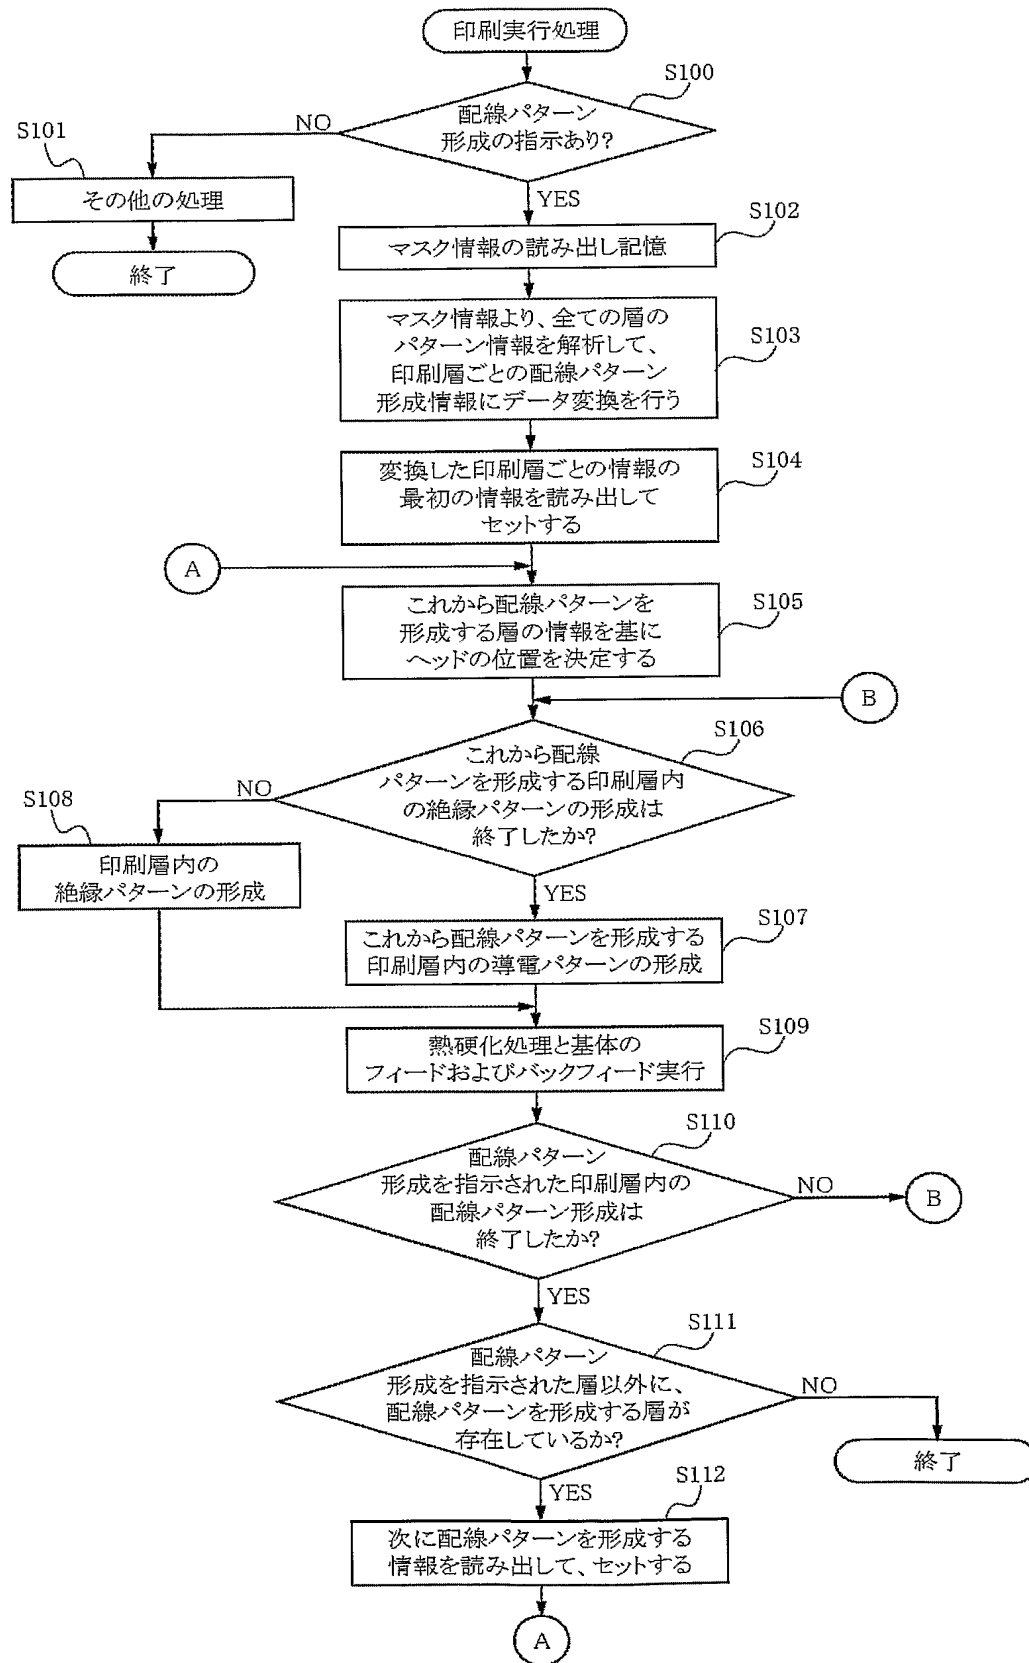 印刷実行処理
S100
配線パターン
形成の指示あり?
NO
S101
その他の処理
終了
YES
S102
マスク情報の読み出し記憶
マスク情報より、全ての層の
パターン情報を解析して、
印刷層ごとの配線パターン
形成情報にデータ変換を行う
S103
変換した印刷層ごとの情報の
最初の情報を読み出して
セットする
S104
A
これから配線パターンを
形成する層の情報を基に
ヘッドの位置を決定する
S105
B
S106
これから配線
パターンを形成する印刷層内
の絶縁パターンの形成は
終了したか?
NO
S108
印刷層内の
絶縁パターンの形成
YES
これから配線パターンを形成する
印刷層内の導電パターンの形成
S107
熱硬化処理と基体の
フィードおよびバックフィード実行
S109
S110
配線パターン
形成を指示された印刷層内の
配線パターン形成は
終了したか?
NO
B
YES
S111
配線パターン
形成を指示された層以外に、
配線パターンを形成する層が
存在しているか?
NO
終了
YES
S112
次に配線パターンを形成する
情報を読み出して、セットする
A